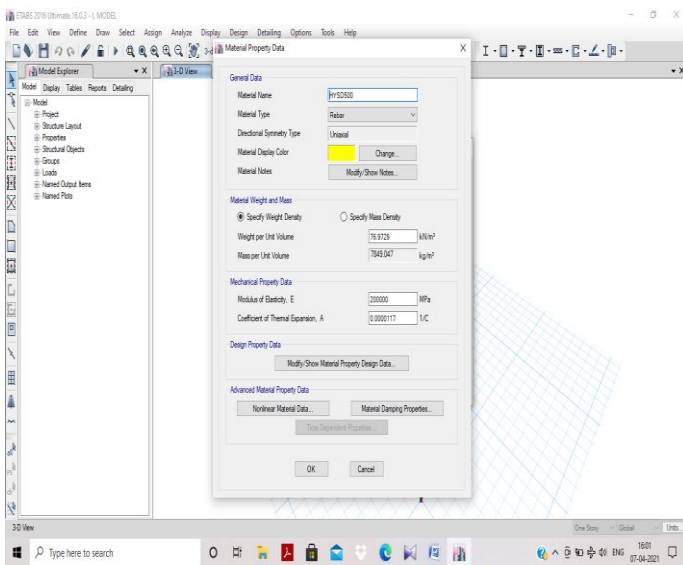 ETABS 2016 Ultimate 16.0.3 - L MODEL
File Edit View Define Draw Select Assign Analyze Display Design Detailing Options Tools Help
Material Property Data
X
Model Explorer
3-D View
Model Display Tables Reports Detailing
Model
Project
Structure Layout
Properties
Structural Objects
Groups
Loads
Named Output Items
Named Plots
General Data
Material Name HYSD500
Material Type Rebar
Directional Symmetry Type Uniaxial
Material Display Color Change...
Material Notes Modify/Show Notes...
Material Weight and Mass
Specify Weight Density Specify Mass Density
Weight per Unit Volume 76.9729 kN/m³
Mass per Unit Volume 7849.047 kg/m³
Mechanical Property Data
Modulus of Elasticity, E 200000 MPa
Coefficient of Thermal Expansion, A 0.0000117 1/C
Design Property Data
Modify/Show Material Property Design Data...
Advanced Material Property Data
Nonlinear Material Data... Material Damping Properties...
Time Dependent Properties...
OK Cancel
3-D View One Story Global Units...
Type here to search
ENG 16:01
07-04-2021